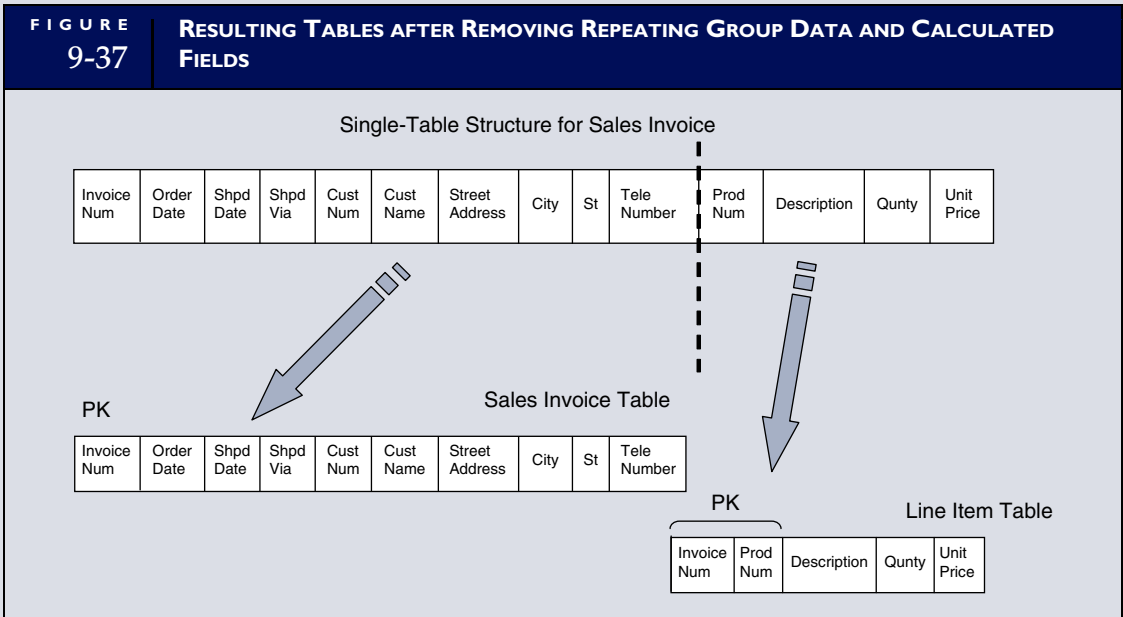 FIGURE
9-37
RESULTING TABLES AFTER REMOVING REPEATING GROUP DATA AND CALCULATED
FIELDS
Single-Table Structure for Sales Invoice
Invoice Num
Order Date
Shpd Date
Shpd Via
Cust Num
Cust Name
Street Address
City
St
Tele Number
Prod Num
Description
Qunty
Unit Price
PK
Sales Invoice Table
Invoice Num
Order Date
Shpd Date
Shpd Via
Cust Num
Cust Name
Street Address
City
St
Tele Number
PK
Line Item Table
Invoice Num
Prod Num
Description
Qunty
Unit Price